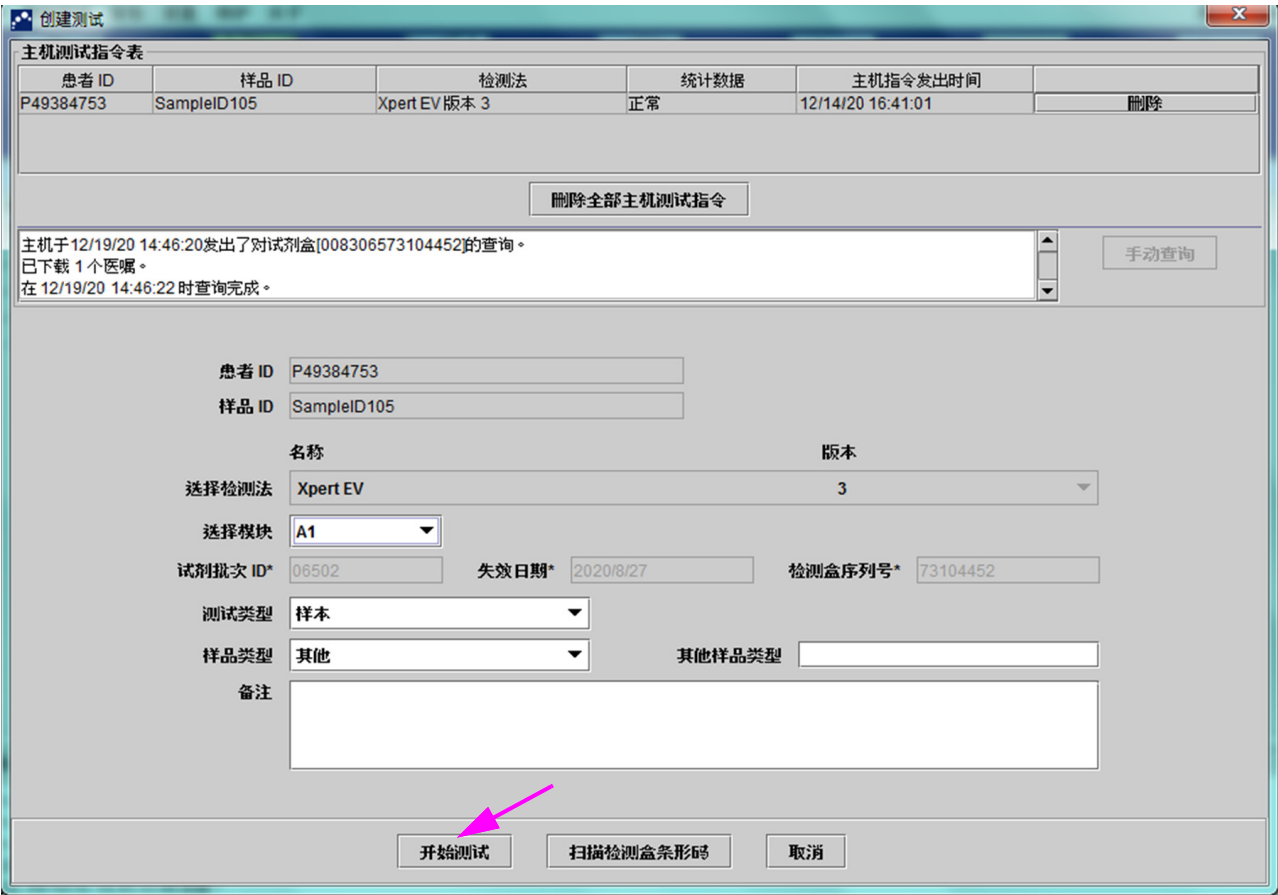 创建测试
主机测试指令表
患者 ID 样品 ID 检测法 统计数据 主机指令发出时间
P49384753 SampleID105 Xpert EV版本 3 正常 12/14/20 16:41:01 删除
删除全部主机测试指令
主机于12/19/20 14:46:20发出了对试剂盒[008306573104452]的查询。
已下载 1 个医嘱。
在 12/19/20 14:46:22 时查询完成。
手动查询
患者 ID P49384753
样品 ID SampleID105
名称 版本
选择检测法 Xpert EV 3
选择模块 A1
试剂批次 ID* 06502 失效日期* 2020/8/27 检测盒序列号* 73104452
测试类型 样本
样品类型 其他 其他样品类型
备注
开始测试 扫描检测盒条形码 取消